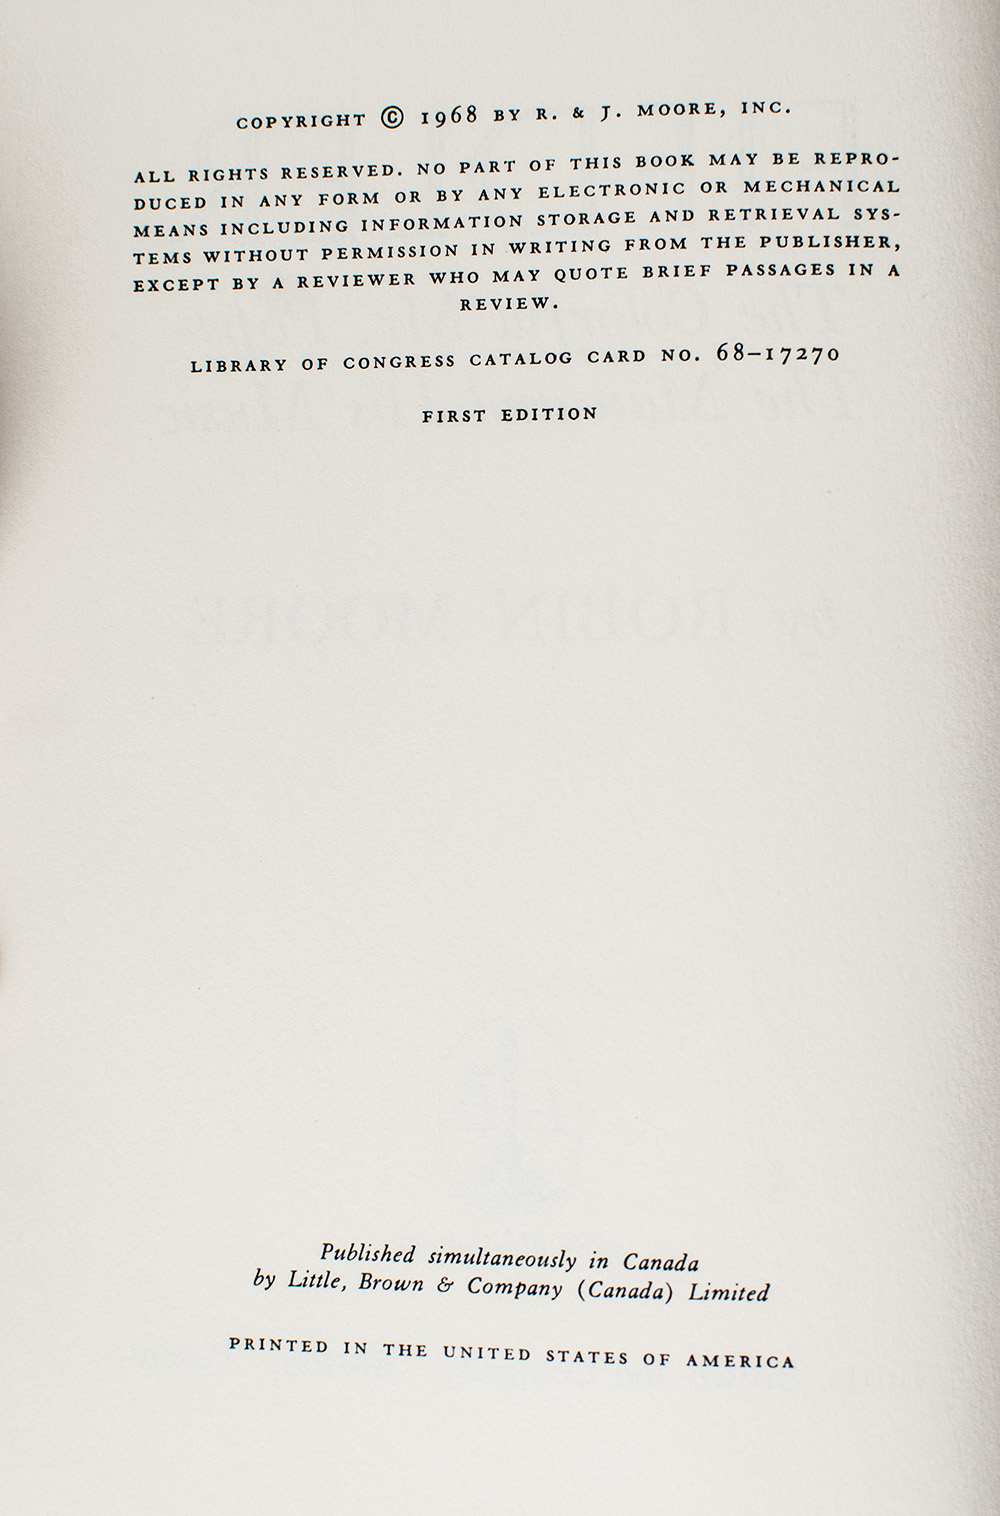 COPYRIGHT © 1968 BY R. & J. MOORE, INC.
ALL RIGHTS RESERVED. NO PART OF THIS BOOK MAY BE REPRO-
DUCED IN ANY FORM OR BY ANY ELECTRONIC OR MECHANICAL
MEANS INCLUDING INFORMATION STORAGE AND RETRIEVAL SYS-
TEMS WITHOUT PERMISSION IN WRITING FROM THE PUBLISHER,
EXCEPT BY A REVIEWER WHO MAY QUOTE BRIEF PASSAGES IN A
REVIEW.
LIBRARY OF CONGRESS CATALOG CARD NO. 68–17270
FIRST EDITION
by ROBIN MOORE
Published simultaneously in Canada
by Little, Brown & Company (Canada) Limited
PRINTED IN THE UNITED STATES OF AMERICA